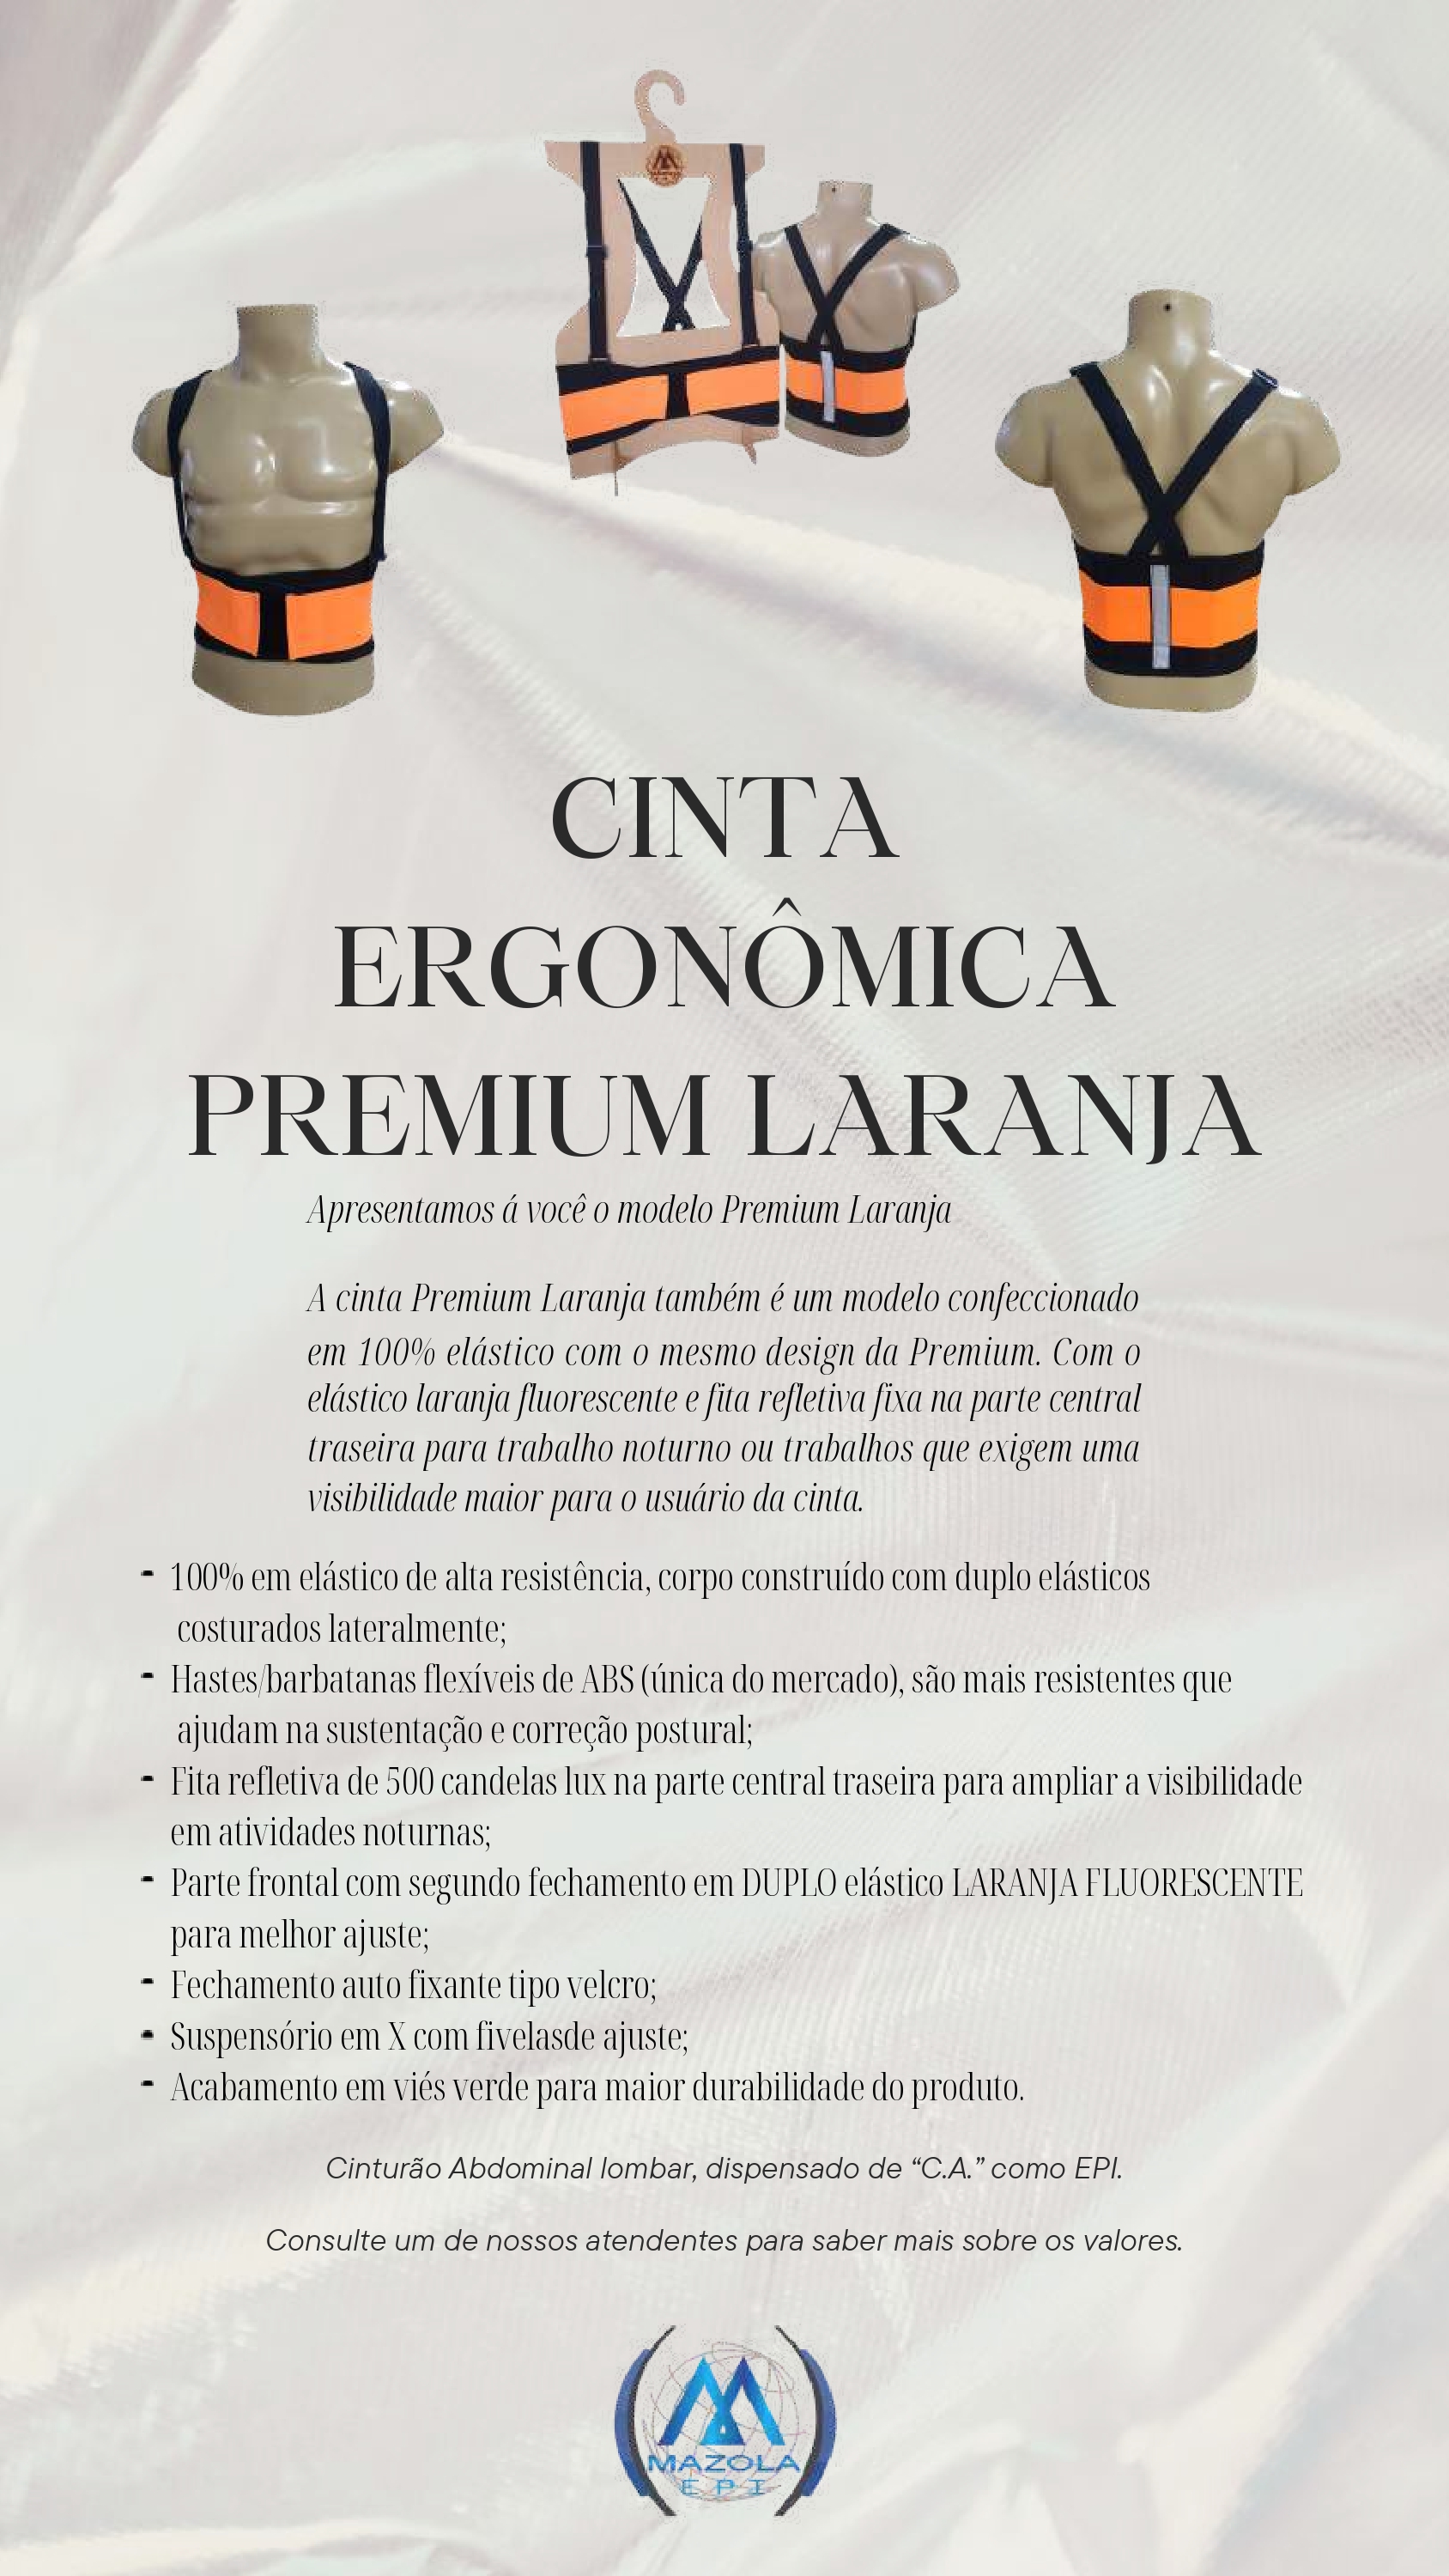 CINTA
ERGONÔMICA
PREMIUM LARANJA
Apresentamos á você o modelo Premium Laranja
A cinta Premium Laranja também é um modelo confeccionado
em 100% elástico com o mesmo design da Premium. Com o
elástico laranja fluorescente e fita refletiva fixa na parte central
traseira para trabalho noturno ou trabalhos que exigem uma
visibilidade maior para o usuário da cinta.
- 100% em elástico de alta resistência, corpo construído com duplo elásticos
costurados lateralmente;
- Hastes/barbatanas flexíveis de ABS (única do mercado), são mais resistentes que
ajudam na sustentação e correção postural;
- Fita refletiva de 500 candelas lux na parte central traseira para ampliar a visibilidade
em atividades noturnas;
- Parte frontal com segundo fechamento em DUPLO elástico LARANJA FLUORESCENTE
para melhor ajuste;
- Fechamento auto fixante tipo velcro;
- Suspensório em X com fivelasde ajuste;
- Acabamento em viés verde para maior durabilidade do produto.
Cinturão Abdominal lombar, dispensado de “C.A.” como EPI.
Consulte um de nossos atendentes para saber mais sobre os valores.
MAZOLA
EPI